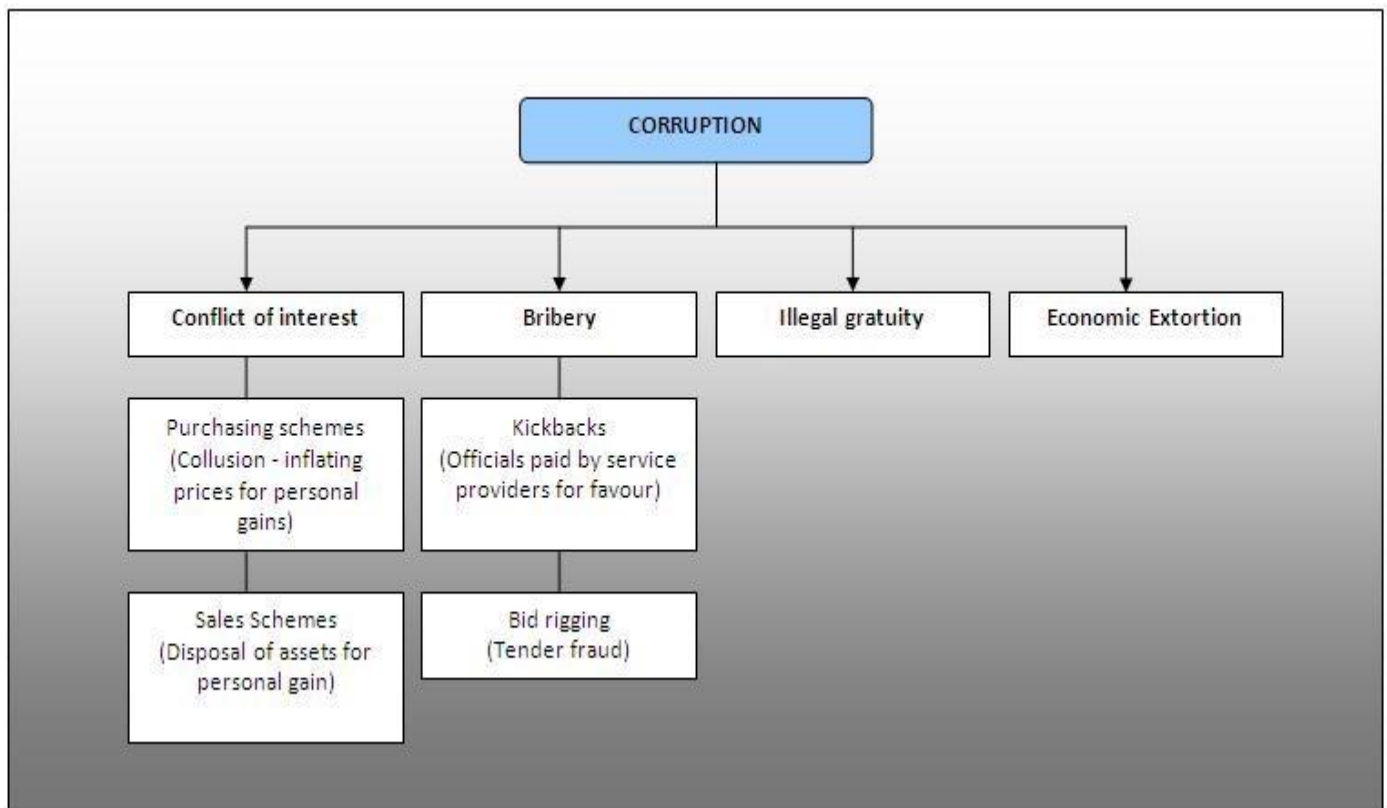 CORRUPTION
Conflict of interest
Bribery
Illegal gratuity
Economic Extortion
Purchasing schemes
(Collusion - inflating
prices for personal
gains)
Kickbacks
(Officials paid by service
providers for favour)
Sales Schemes
(Disposal of assets for
personal gain)
Bid rigging
(Tender fraud)